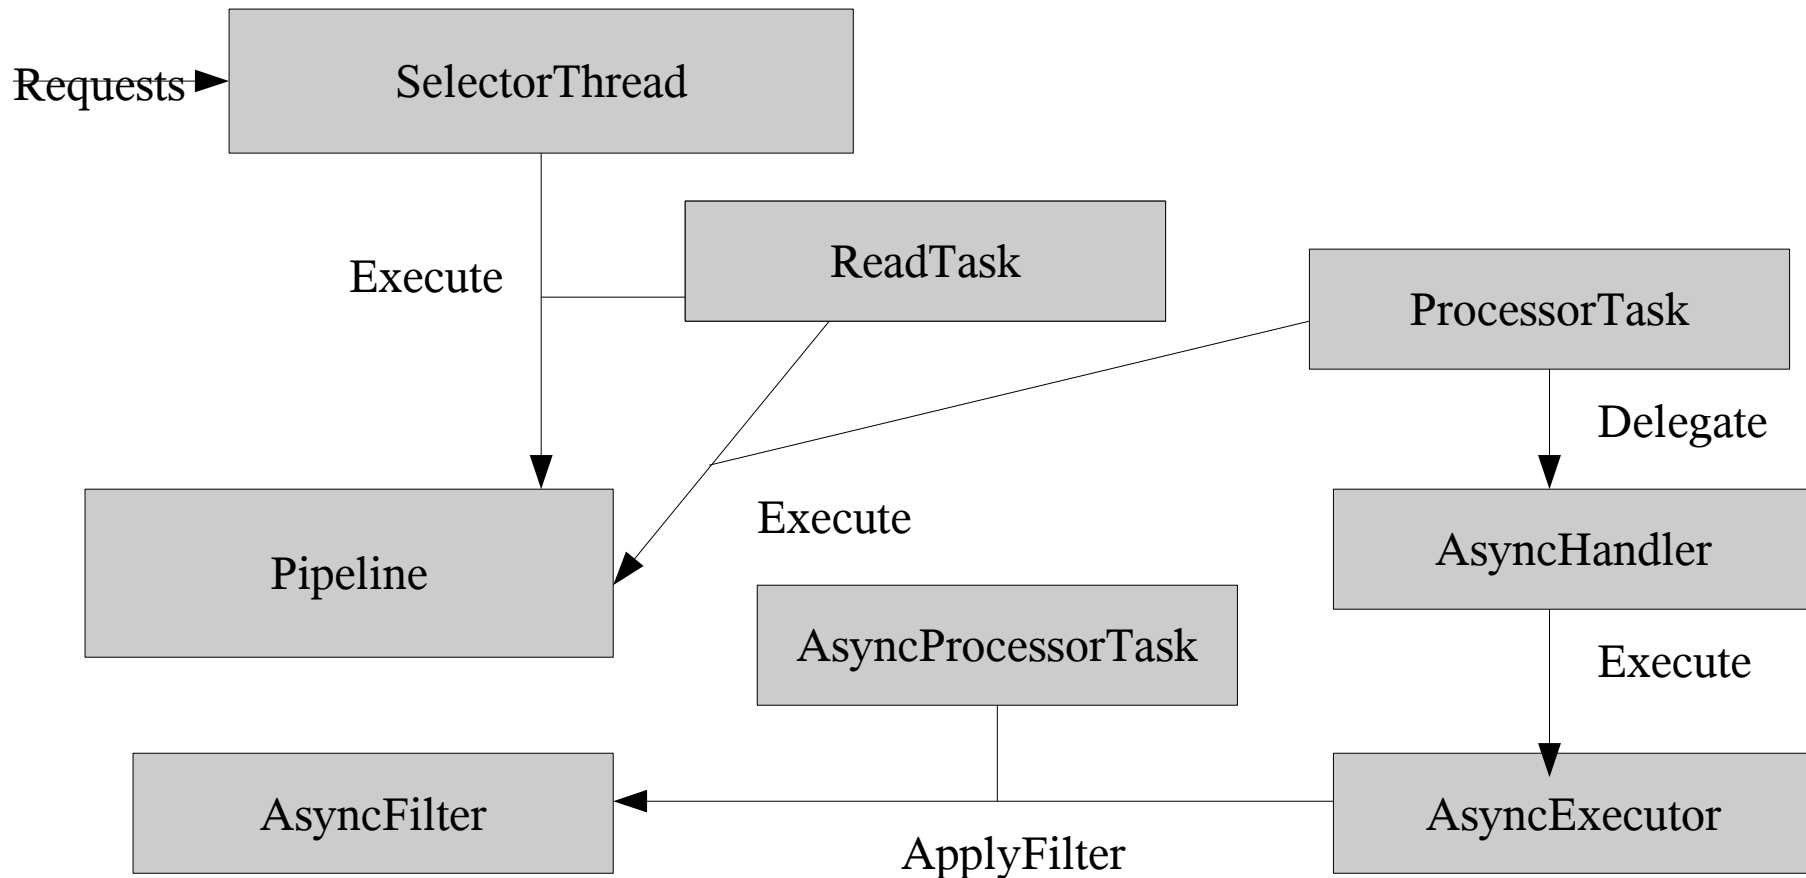 Requests
SelectorThread
Execute
ReadTask
ProcessorTask
Delegate
Execute
Pipeline
AsyncHandler
AsyncProcessorTask
Execute
AsyncFilter
ApplyFilter
AsyncExecutor